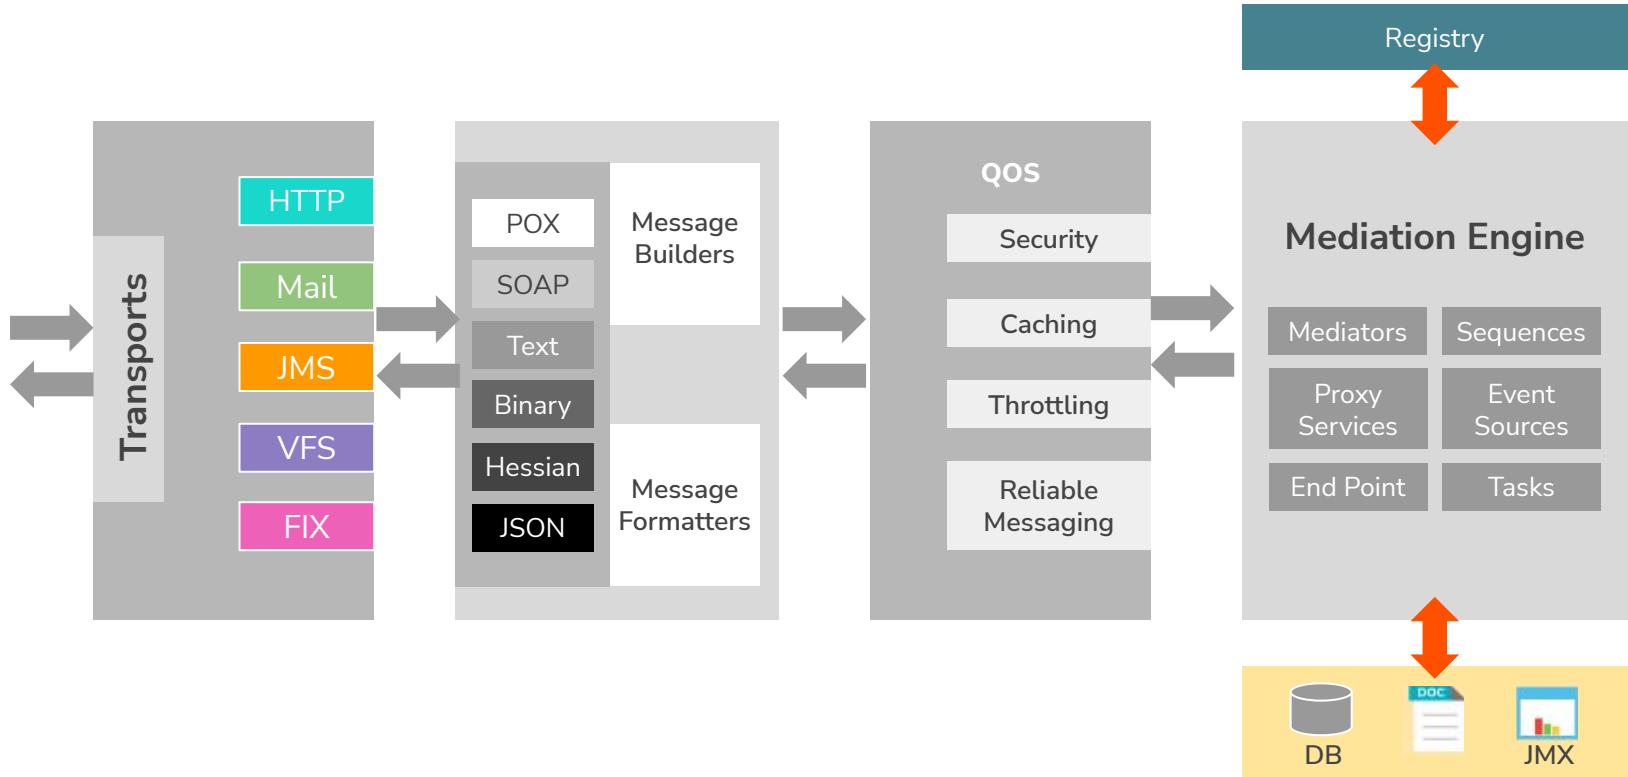 Registry
Transports
HTTP
Mail
JMS
VFS
FIX
POX
SOAP
Text
Binary
Hessian
JSON
Message
Builders
Message
Formatters
QOS
Security
Caching
Throttling
Reliable
Messaging
Mediation Engine
Mediators
Sequences
Proxy
Services
Event
Sources
End Point
Tasks
DB
DOC
JMX